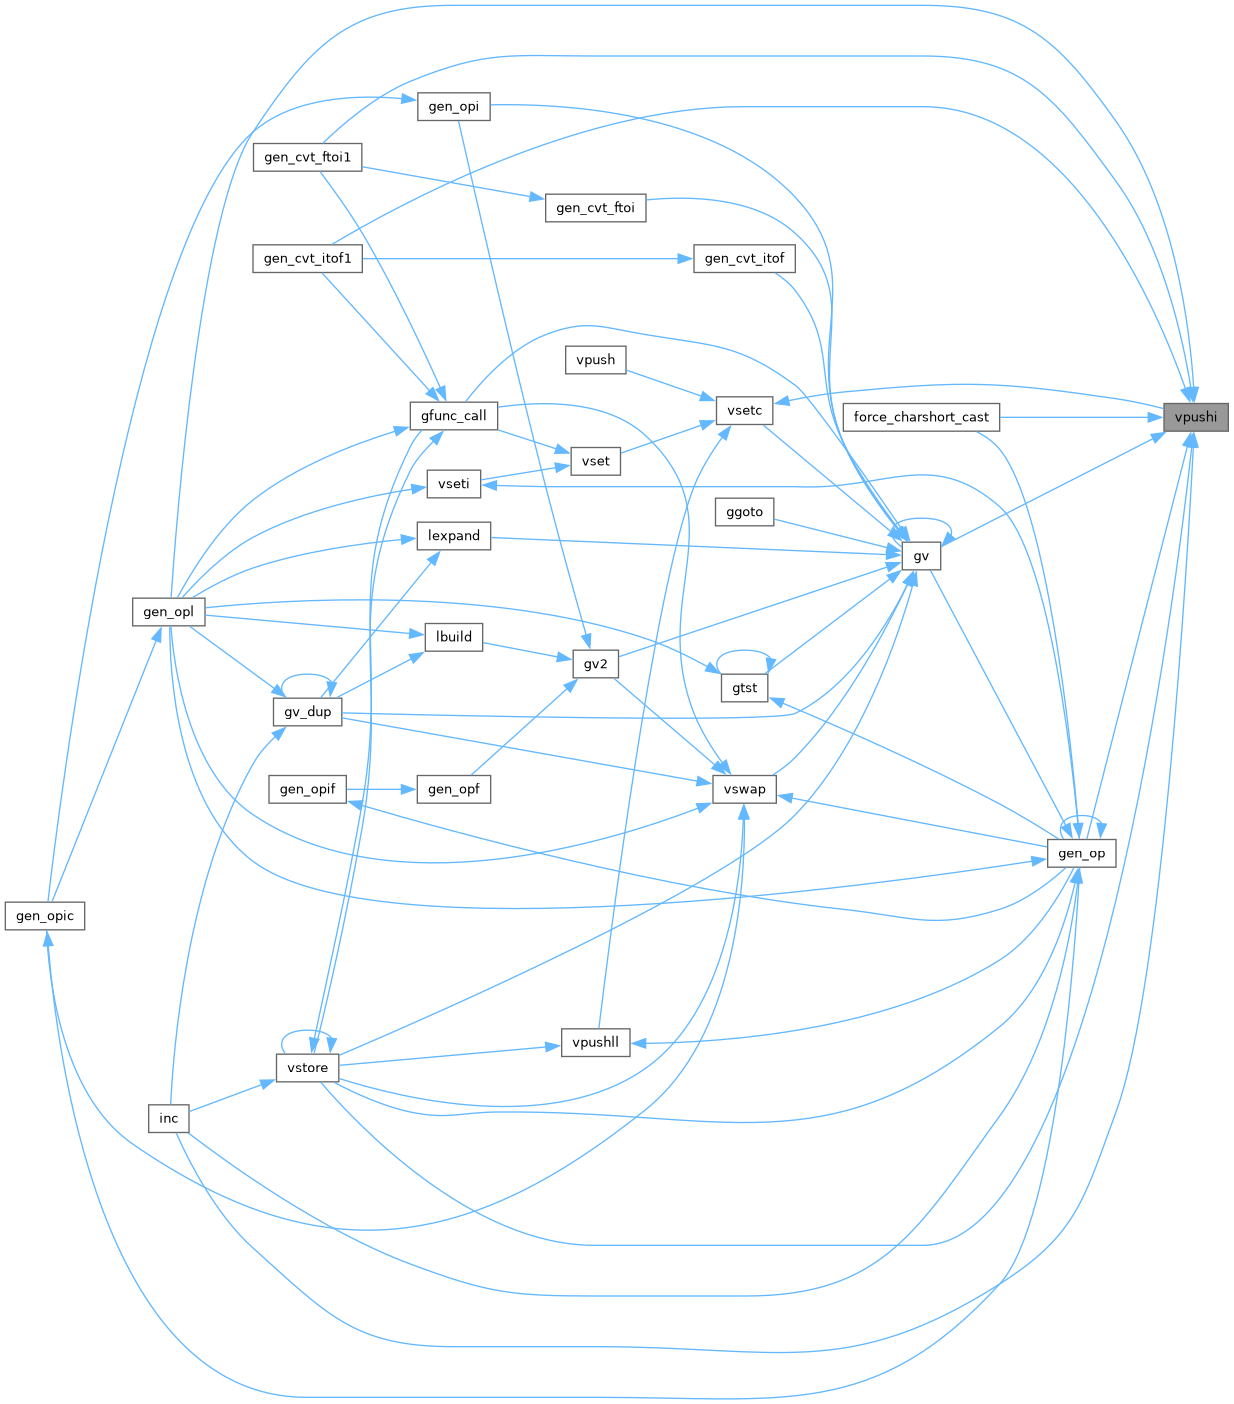 gen_opi
gen_cvt_ftoi1
gen_cvt_ftoi
gen_cvt_itof1
gen_cvt_itof
vpush
vsetc
force_charshort_cast
vpushi
gfunc_call
vset
vseti
ggoto
lexpand
gv
gen_opl
lbuild
gv2
gtst
gv_dup
gen_opif
gen_opf
vswap
gen_op
gen_opic
vpushll
vstore
inc